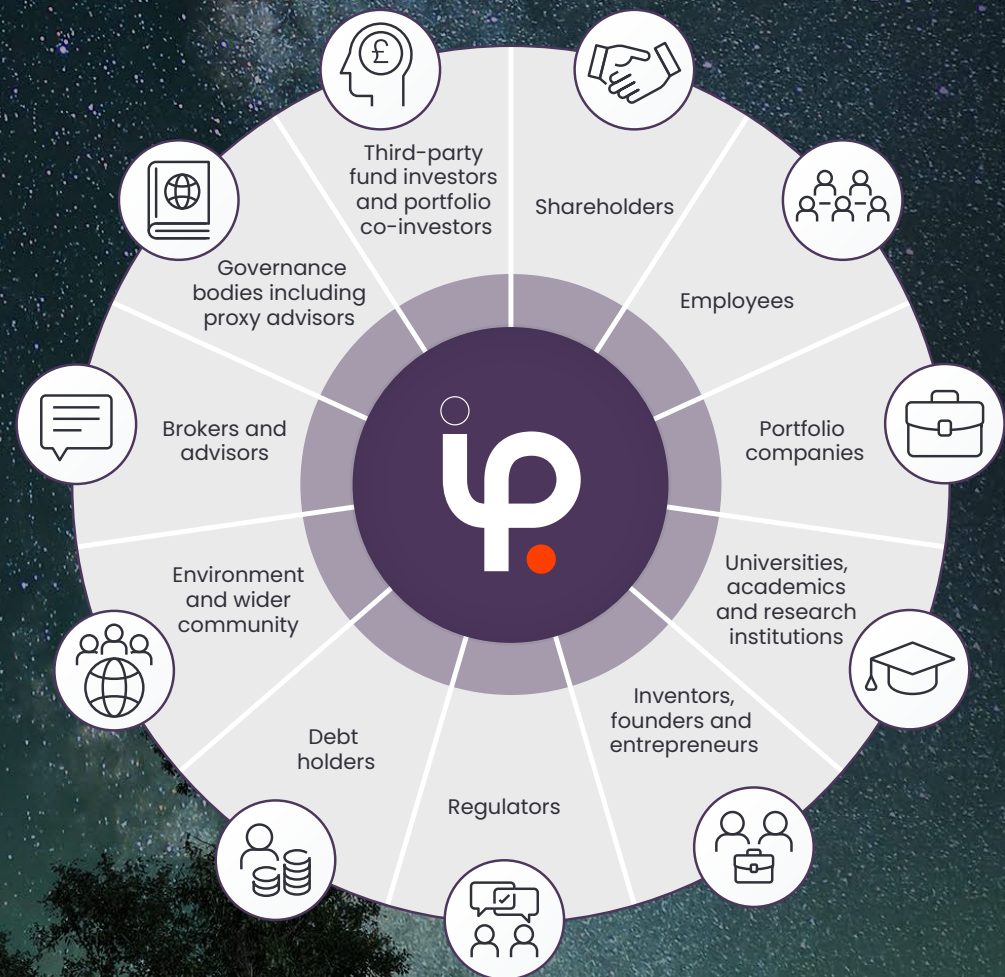 Third-party
fund investors
and portfolio
co-investors
Shareholders
Employees
Portfolio
companies
Universities,
academics
and research
institutions
Inventors,
founders and
entrepreneurs
Regulators
Debt
holders
Environment
and wider
community
Brokers and
advisors
Governance
bodies including
proxy advisors
£
ip.